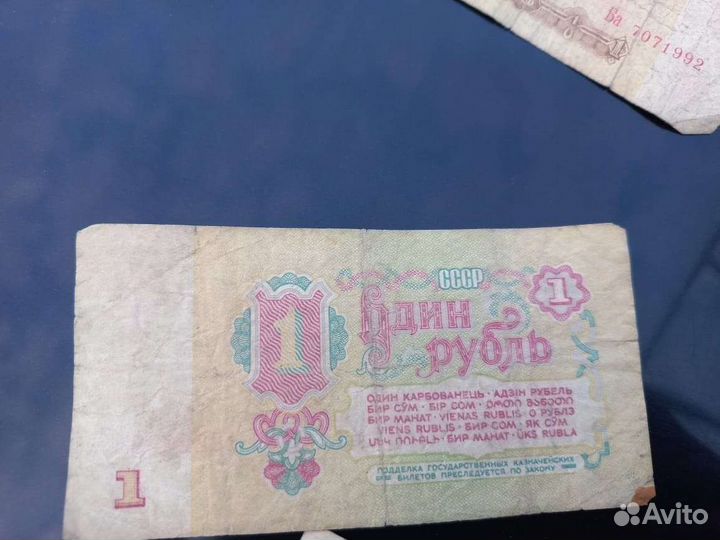 Ба 7071992
СССР
1
1
Один
рубль
ОДИН КАРБОВАНЕЦЬ · АДЗІН РУБЕЛЬ
БИР СЎМ · БІР СОМ · ᲔᲠᲗᲘ ᲛᲐᲜᲔᲗᲘ
БИР МАНАТ · VIENAS RUBLIS · О РУБЛЭ
VIENS RUBLIS · БИР СОМ · ЯК СЎМ
ՄԵԿ ՌՈՒԲԼԻ · БИР МАНАТ · ÜKS RUBLA
ПОДДЕЛКА ГОСУДАРСТВЕННЫХ КАЗНАЧЕЙСКИХ
БИЛЕТОВ ПРЕСЛЕДУЕТСЯ ПО ЗАКОНУ
1
Avito